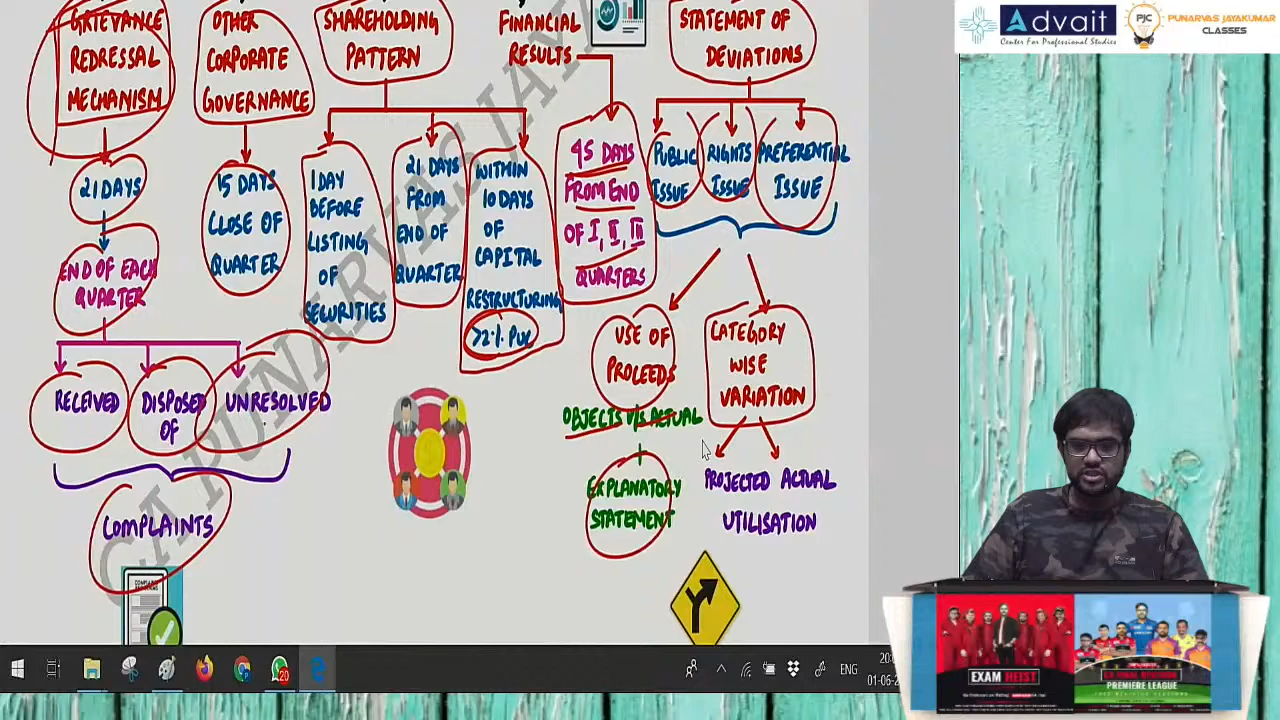 GRIEVANCE
REDRESSAL
MECHANISM
21 DAYS
END OF EACH
QUARTER
RECEIVED
DISPOSED
OF
UNRESOLVED
COMPLAINTS
OTHER
CORPORATE
GOVERNANCE
15 DAYS
CLOSE OF
QUARTER
SHAREHOLDING
PATTERN
1 DAY
BEFORE
LISTING
OF
SECURITIES
21 DAYS
FROM
END OF
QUARTER
WITHIN
10 DAYS
OF
CAPITAL
RESTRUCTURING
>2% PUC
FINANCIAL
RESULTS
45 DAYS
FROM END
OF I, II, III
QUARTERS
STATEMENT OF
DEVIATIONS
PUBLIC
ISSUE
RIGHTS
ISSUE
PREFERENTIAL
ISSUE
USE OF
PROCEEDS
OBJECTS V/S ACTUAL
+
EXPLANATORY
STATEMENT
CATEGORY
WISE
VARIATION
PROJECTED ACTUAL
UTILISATION
Advait
Center For Professional Studies
PJC
PUNARVAS JAYAKUMAR
CLASSES
EXAM HEIST
PREMIERE LEAGUE
20
ENG